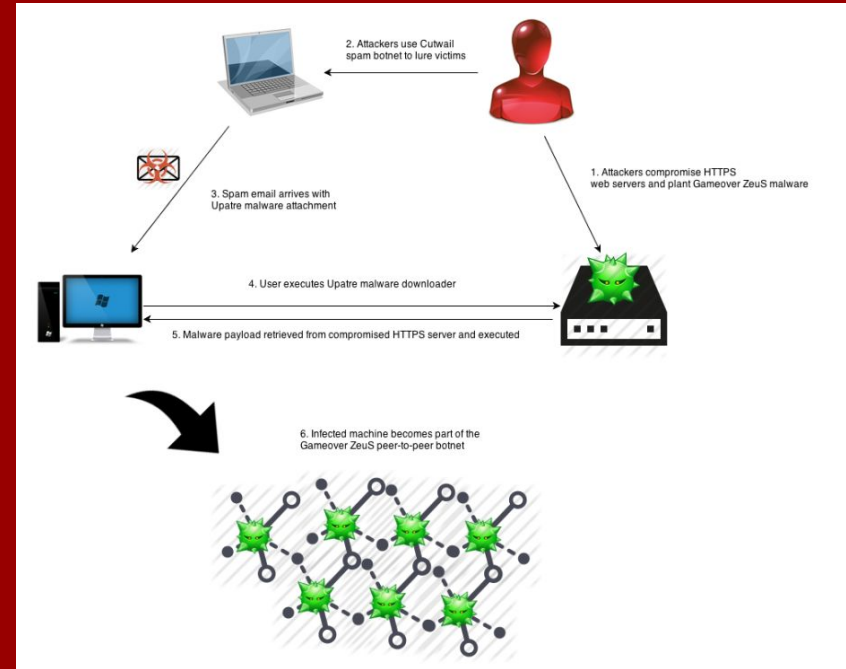 2. Attackers use Cutwail
spam botnet to lure victims
1. Attackers compromise HTTPS
web servers and plant Gameover ZeuS malware
3. Spam email arrives with
Upatre malware attachment
4. User executes Upatre malware downloader
5. Malware payload retrieved from compromised HTTPS server and executed
6. Infected machine becomes part of the
Gameover ZeuS peer-to-peer botnet